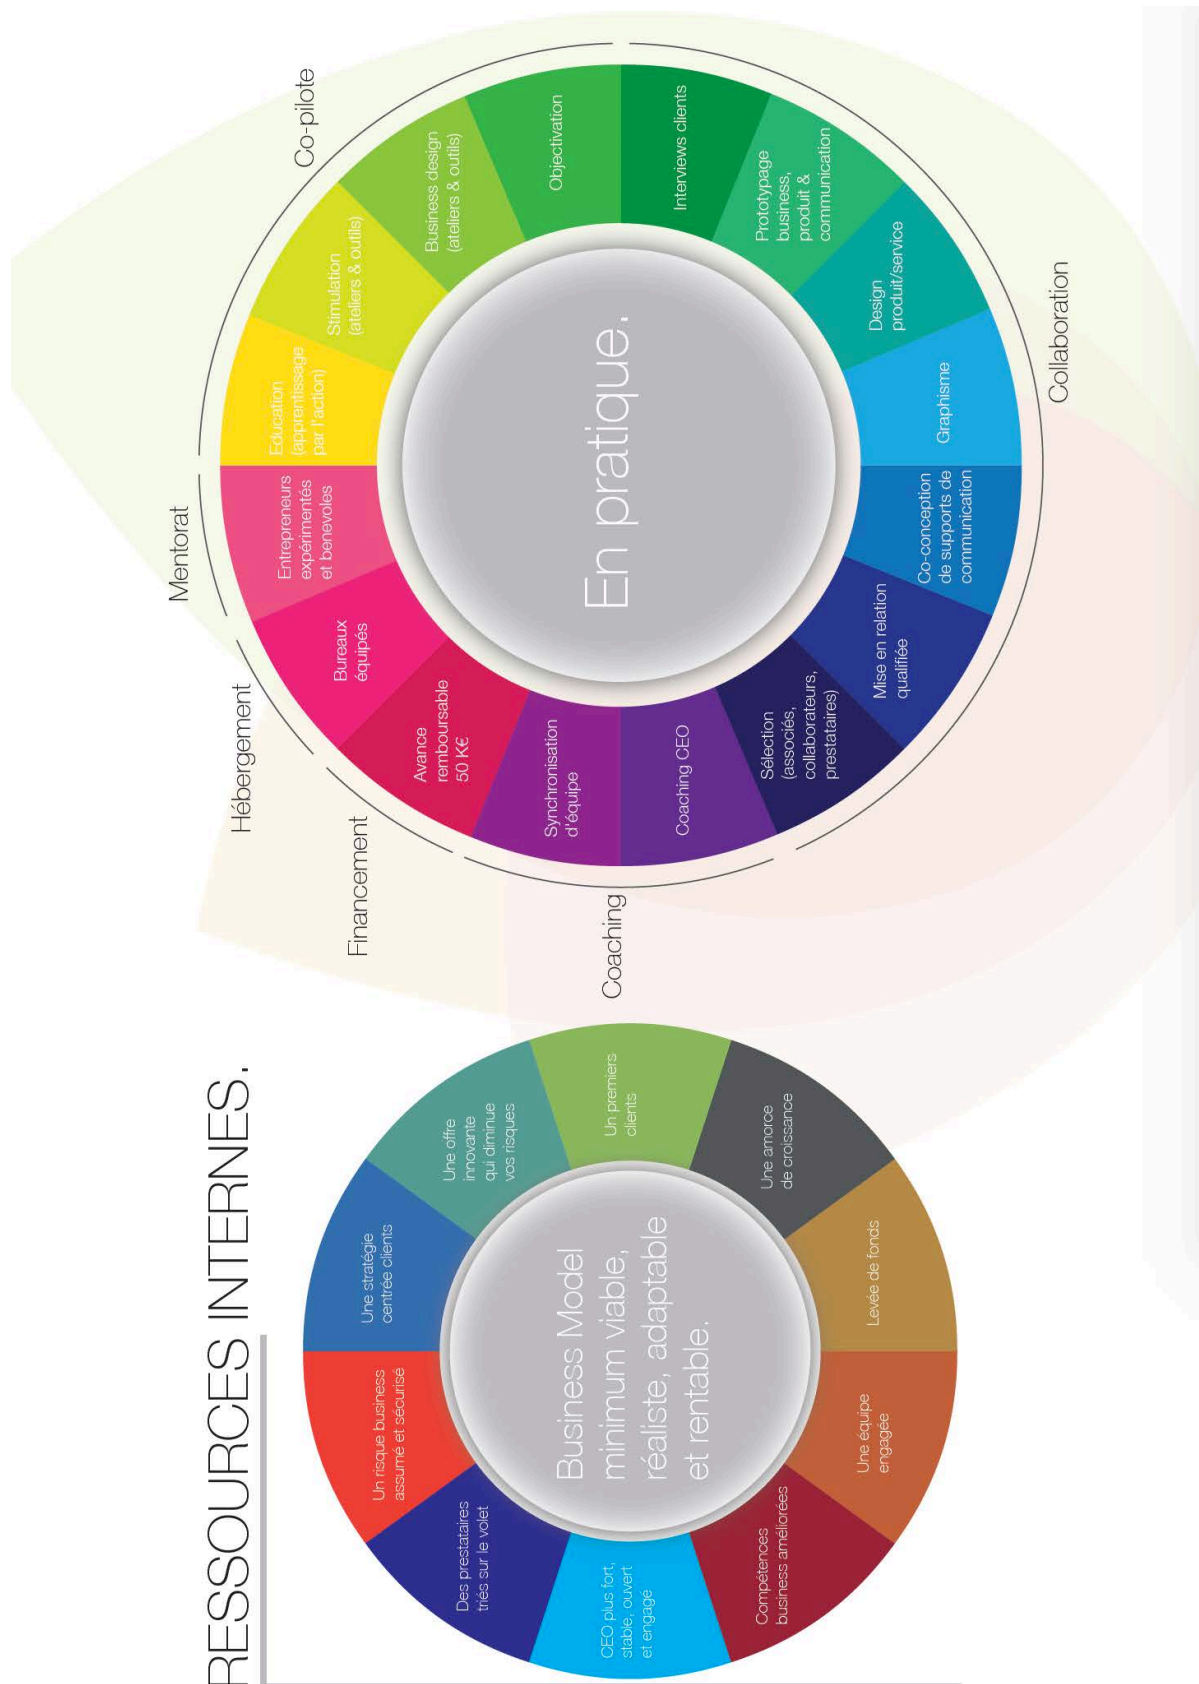 RESSOURCES INTERNES.
Business Model
minimum viable,
réaliste, adaptable
et rentable.
Une stratégie
centrée clients
Une offre
innovante
qui diminue
vos risques
Un premiers
clients
Une amorce
de croissance
Levée de fonds
Une équipe
engagée
Compétences
business améliorées
CEO plus fort,
stable, ouvert
et engagé
Des prestataires
triés sur le volet
Un risque business
assumé et sécurisé
En pratique.
Mentorat
Entrepreneurs
expérimentés
et benevoles
Co-pilote
Education
(apprentissage
par l'action)
Stimulation
(ateliers & outils)
Business design
(ateliers & outils)
Objectivation
Collaboration
Interviews clients
Prototypage
business,
produit &
communication
Design
produit/service
Graphisme
Co-conception
de supports de
communication
Mise en relation
qualifiée
Sélection
(associés,
collaborateurs,
prestataires)
Coaching
Coaching CEO
Synchronisation
d'équipe
Financement
Avance
remboursable
50 K€
Hébergement
Bureaux
équipés